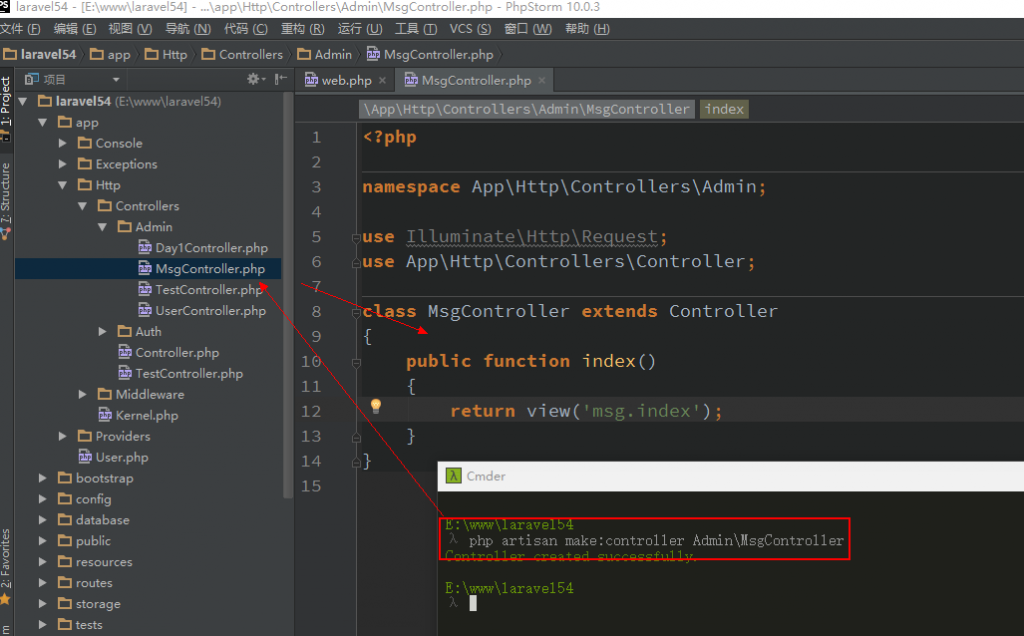 laravel54 - [E:\www\laravel54] - ...\app\Http\Controllers\Admin\MsgController.php - PhpStorm 10.0.3
文件 (F) 编辑 (E) 视图 (V) 导航 (N) 代码 (C) 重构 (R) 运行 (U) 工具 (T) VCS (S) 窗口 (W) 帮助 (H)
laravel54 app Http Controllers Admin MsgController.php
项目
web.php × MsgController.php ×
1: Project
7: Structure
2: Favorites
laravel54 (E:\www\laravel54)
app
Console
Exceptions
Http
Controllers
Admin
Day1Controller.php
MsgController.php
TestController.php
UserController.php
Auth
Controller.php
TestController.php
Middleware
Kernel.php
Providers
User.php
bootstrap
config
database
public
resources
routes
storage
tests
\App\Http\Controllers\Admin\MsgController index
1 <?php
2
3 namespace App\Http\Controllers\Admin;
4
5 use Illuminate\Http\Request;
6 use App\Http\Controllers\Controller;
7
8 class MsgController extends Controller
9 {
10 public function index()
11 {
12 return view('msg.index');
13 }
14 }
15
λ Cmder
E:\www\laravel54
λ php artisan make:controller Admin\MsgController
Controller created successfully.
E:\www\laravel54
λ